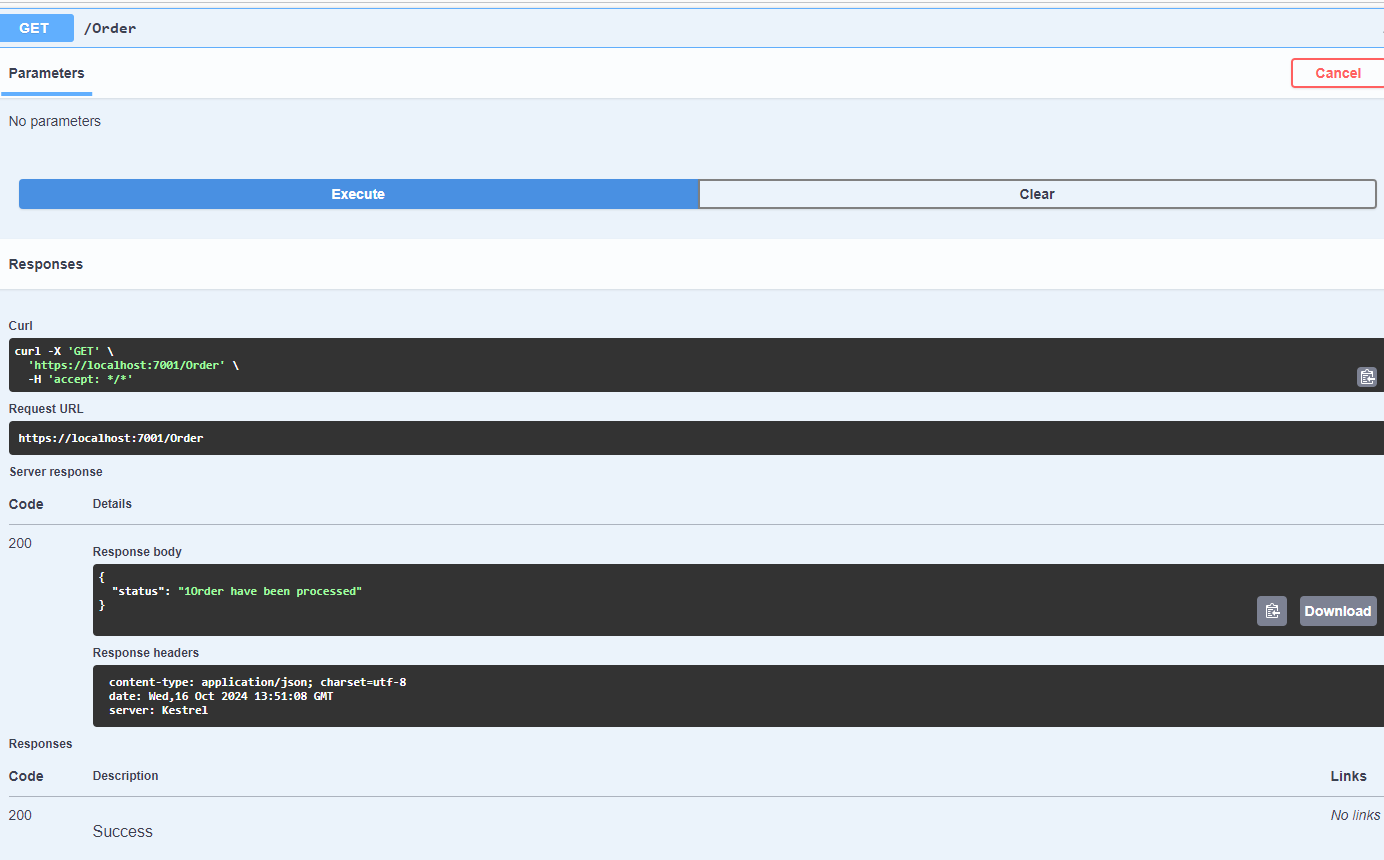 GET /Order
Parameters
Cancel
No parameters
Execute
Clear
Responses
Curl
curl -X 'GET' \
  'https://localhost:7001/Order' \
  -H 'accept: */*'
Request URL
https://localhost:7001/Order
Server response
Code Details
200
Response body
{
  "status": "1Order have been processed"
}
Download
Response headers
content-type: application/json; charset=utf-8
date: Wed,16 Oct 2024 13:51:08 GMT
server: Kestrel
Responses
Code Description Links
200 No links
Success